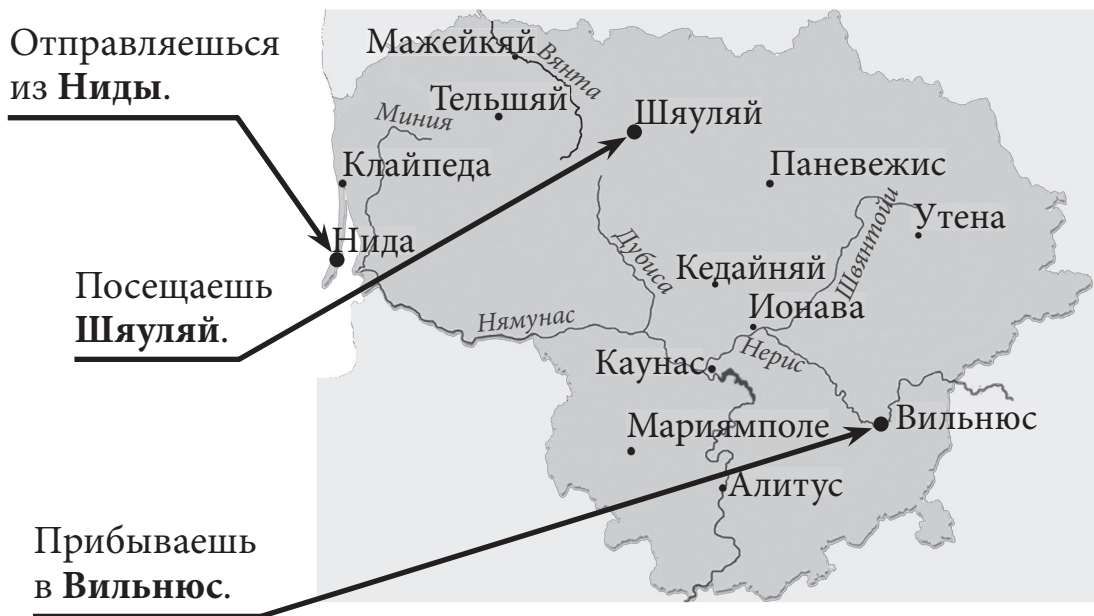 Отправляешься
из Ниды.
Мажейкяй
Вянта
Тельшяй
Шяуляй
Миния
Клайпеда
Паневежис
Швянтойи
Утена
Нида
Дубиса
Кедайняй
Посещаешь
Шяуляй.
Ионава
Нямунас
Нерис
Каунас
Вильнюс
Мариямполе
Алитус
Прибываешь
в Вильнюс.